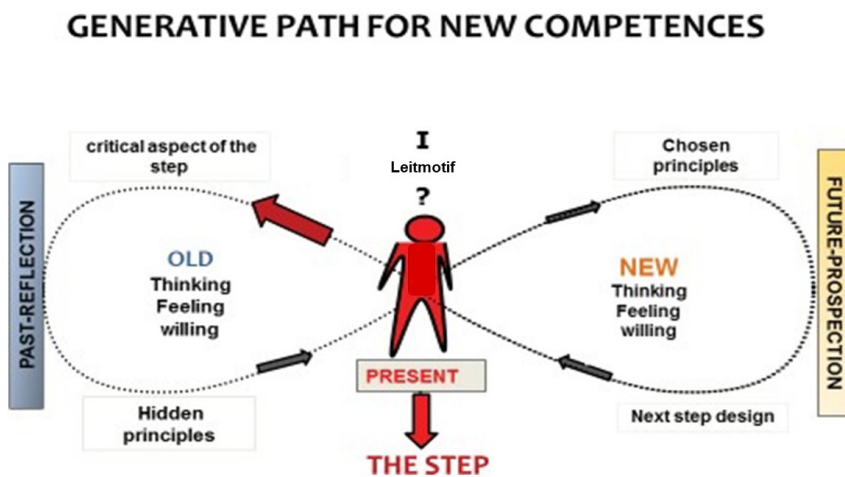 GENERATIVE PATH FOR NEW COMPETENCES
critical aspect of the
step
I
Leitmotif
?
Chosen
principles
PAST-REFLECTION
OLD
Thinking
Feeling
willing
NEW
Thinking
Feeling
willing
FUTURE-PROSPECTION
Hidden
principles
PRESENT
Next step design
THE STEP